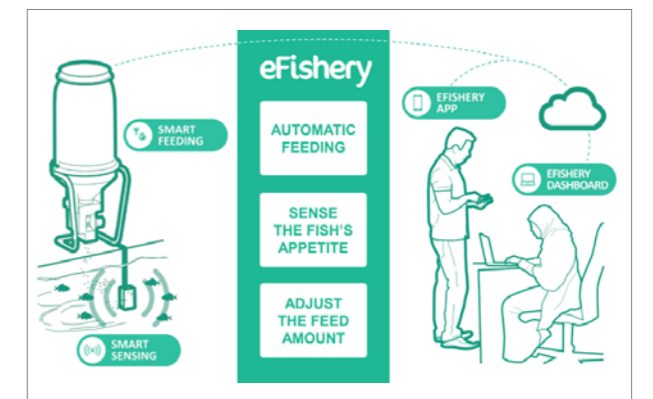 SMART
FEEDING
SMART
SENSING
eFishery
AUTOMATIC
FEEDING
SENSE
THE FISH'S
APPETITE
ADJUST
THE FEED
AMOUNT
EFISHERY
APP
EFISHERY
DASHBOARD